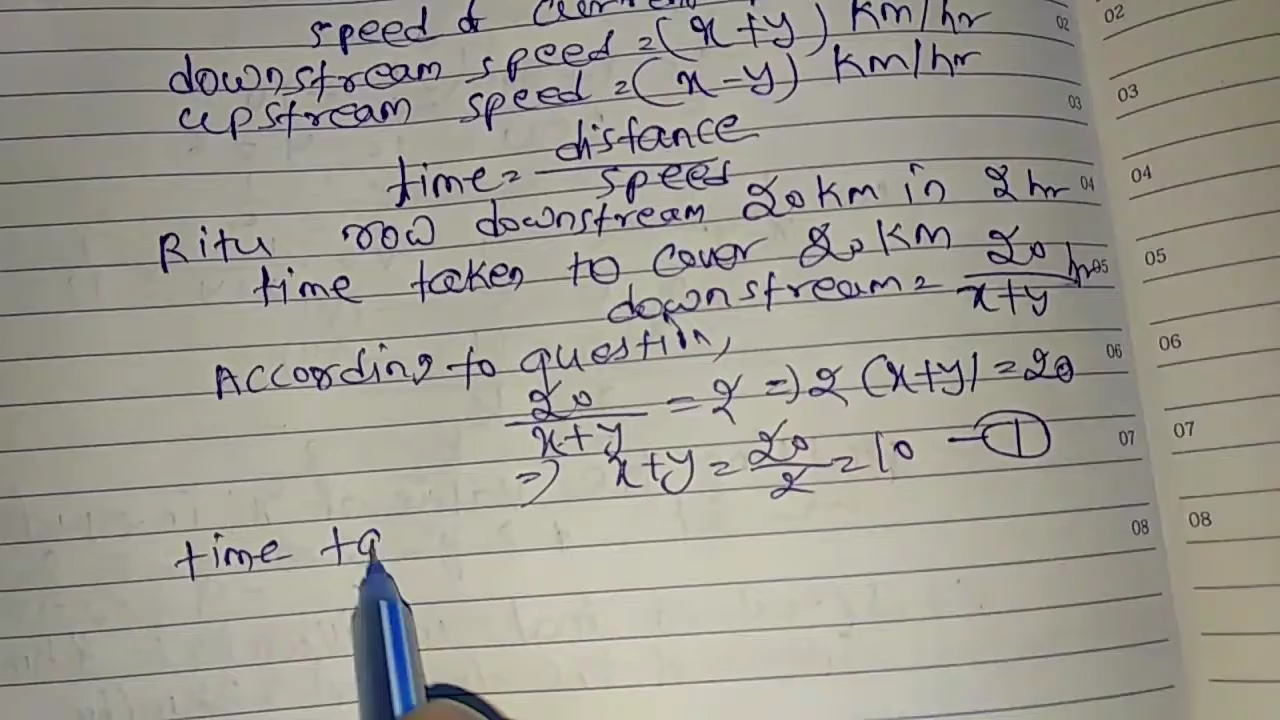 speed of
downstream speed = (x+y) km/hr
upstream speed = (x-y) km/hr
time = distance/speed
Ritu row downstream 20km in 2hr
time taken to cover 20 KM
downstream = 20/x+y hr
According to question,
20/x+y = 2 => 2(x+y) = 20
=> x+y = 20/2 = 10 — ①
time ta
02
03
04
05
06
07
08
02
03
04
05
06
07
08